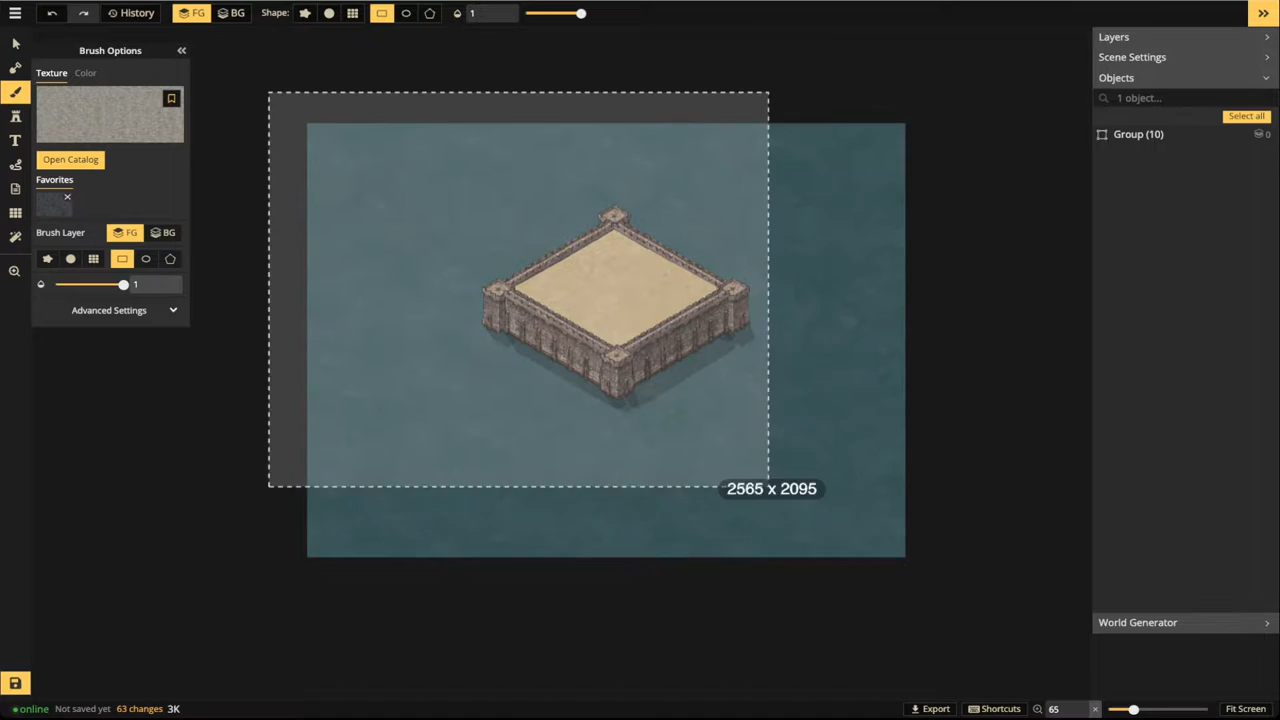 History
FG
BG
Shape:
1
Brush Options
Texture
Color
Open Catalog
Favorites
Brush Layer
FG
BG
1
Advanced Settings
2565 x 2095
Layers
Scene Settings
Objects
1 object...
Select all
Group (10)
0
World Generator
online
Not saved yet
63 changes
3K
Export
Shortcuts
65
Fit Screen